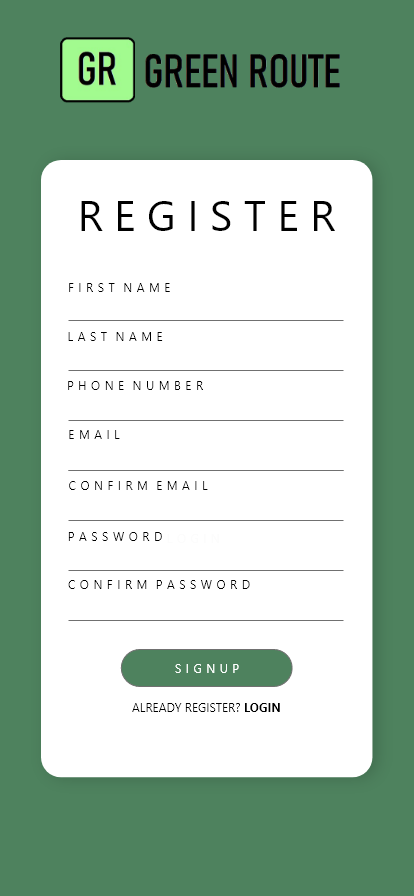 GR GREEN ROUTE
REGISTER
FIRST NAME
LAST NAME
PHONE NUMBER
EMAIL
CONFIRM EMAIL
PASSWORD
CONFIRM PASSWORD
SIGNUP
ALREADY REGISTER? LOGIN